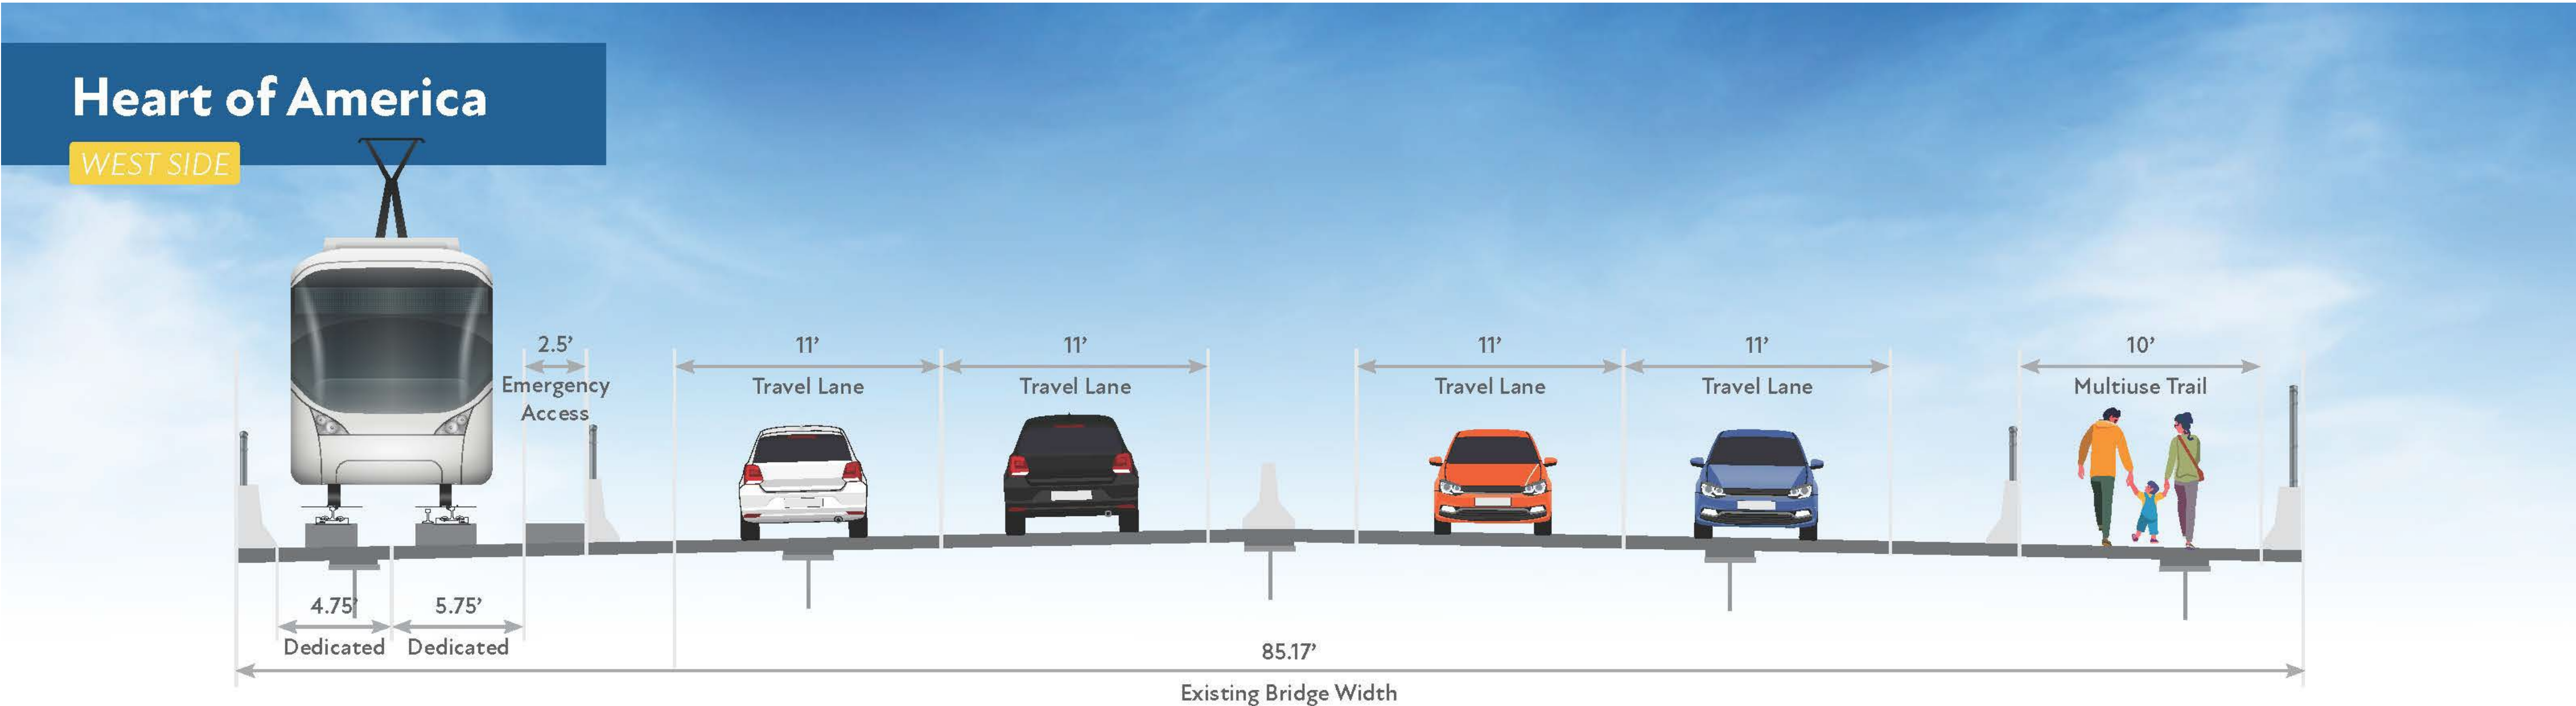 Heart of America
WEST SIDE
2.5’
Emergency
Access
11’
Travel Lane
11’
Travel Lane
11’
Travel Lane
11’
Travel Lane
10’
Multiuse Trail
4.75’
Dedicated
5.75’
Dedicated
85.17’
Existing Bridge Width